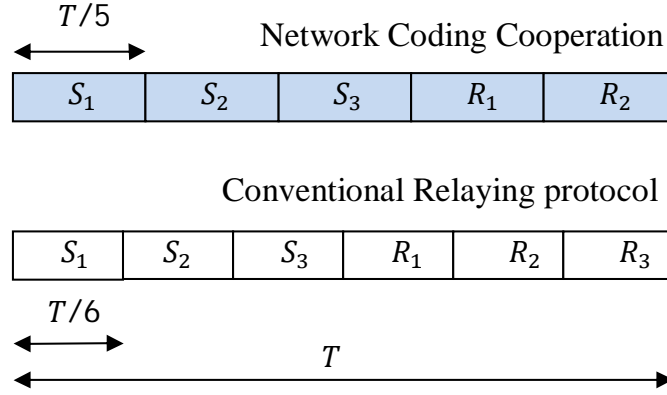 T/5
Network Coding Cooperation
S₁ S₂ S₃ R₁ R₂
Conventional Relaying protocol
S₁ S₂ S₃ R₁ R₂ R₃
T/6
T